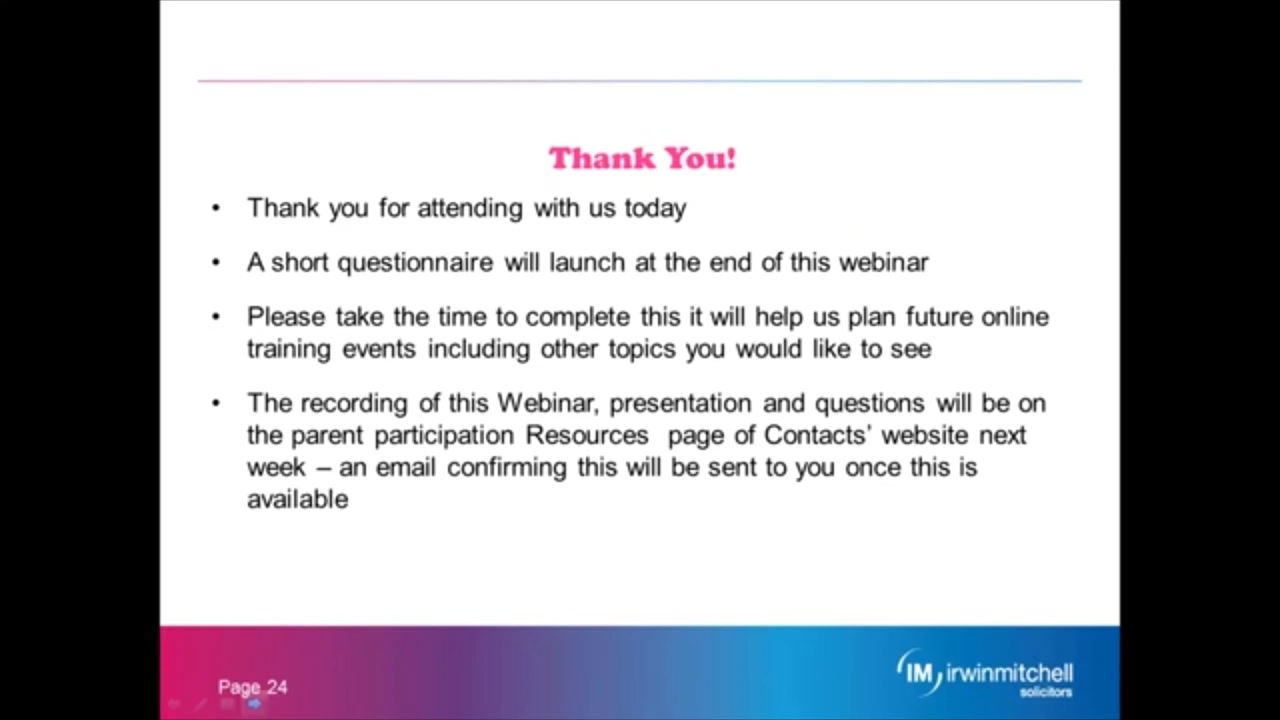 Thank You!
• Thank you for attending with us today
• A short questionnaire will launch at the end of this webinar
• Please take the time to complete this it will help us plan future online
training events including other topics you would like to see
• The recording of this Webinar, presentation and questions will be on
the parent participation Resources page of Contacts’ website next
week – an email confirming this will be sent to you once this is
available
Page 24
IM irwinmitchell
solicitors